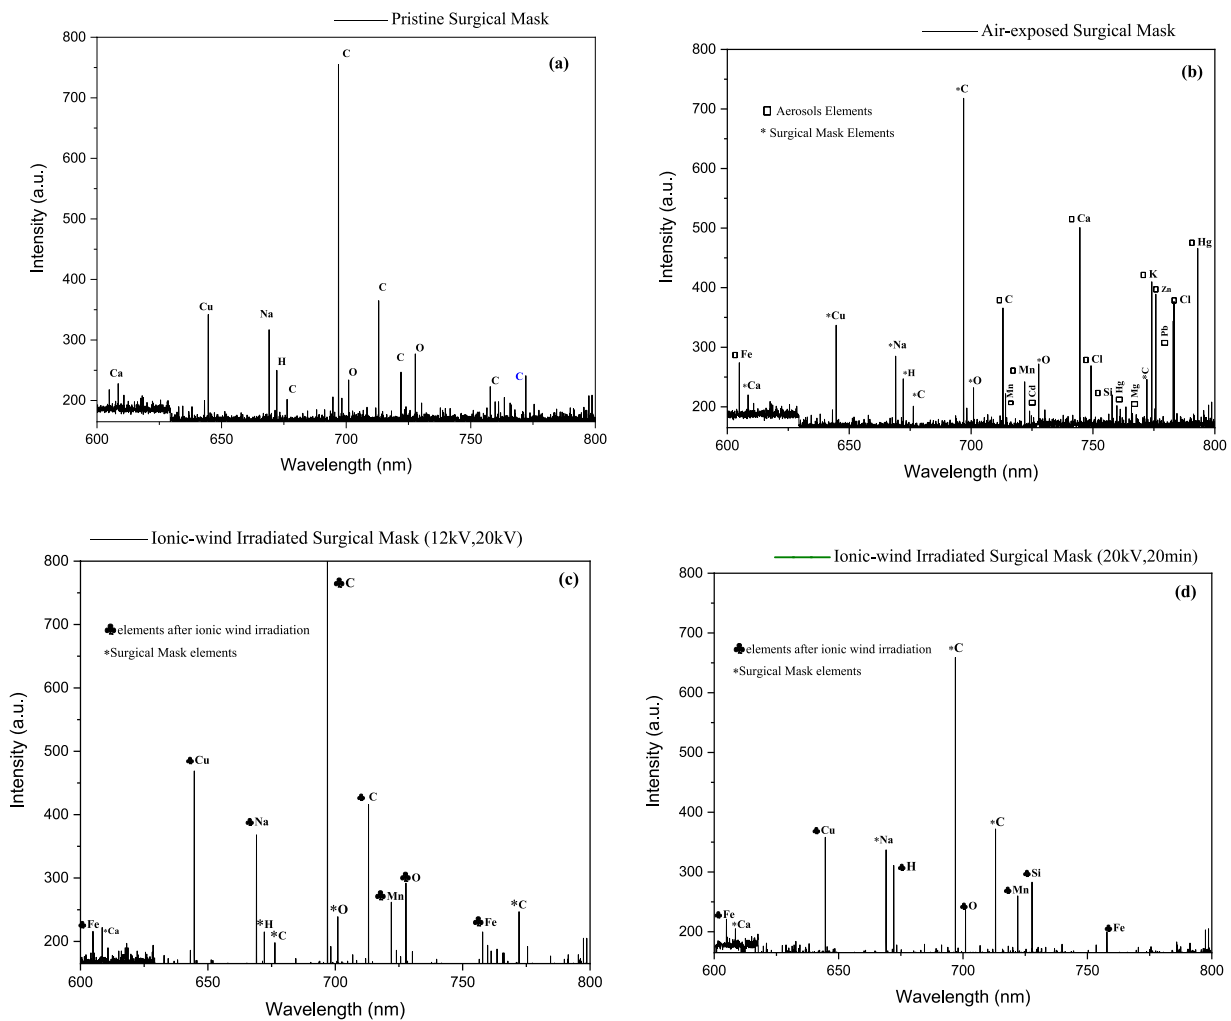 Pristine Surgical Mask
(a)
800
700
600
500
400
300
200
Intensity (a.u.)
Ca
Cu
Na
H
C
C
O
C
C
O
C
C
600
650
700
750
800
Wavelength (nm)
Air-exposed Surgical Mask
(b)
800
700
600
500
400
300
200
Intensity (a.u.)
□ Aerosols Elements
* Surgical Mask Elements
□ Fe
*Ca
*Cu
*Na
*H
*C
*C
*O
□ C
□ Mn
□ Mn
□ Cd
*O
□ Ca
□ Cl
□ Si
□ Hg
□ Mg
*C
□ K
□ Zn
□ Pb
□ Cl
□ Hg
600
650
700
750
800
Wavelength (nm)
Ionic-wind Irradiated Surgical Mask (12kV,20kV)
(c)
800
700
600
500
400
300
200
Intensity (a.u.)
♣elements after ionic wind irradiation
*Surgical Mask elements
♣Fe
*Ca
♣Cu
♣Na
*H
*C
♣C
*O
♣C
♣Mn
♣O
♣Fe
*C
600
650
700
750
800
Wavelength (nm)
Ionic-wind Irradiated Surgical Mask (20kV,20min)
(d)
800
700
600
500
400
300
200
Intensity (a.u.)
♣elements after ionic wind irradiation
*Surgical Mask elements
♣Fe
*Ca
♣Cu
*Na
♣H
*C
♣O
*C
♣Mn
♣Si
♣Fe
600
650
700
750
800
Wavelength (nm)